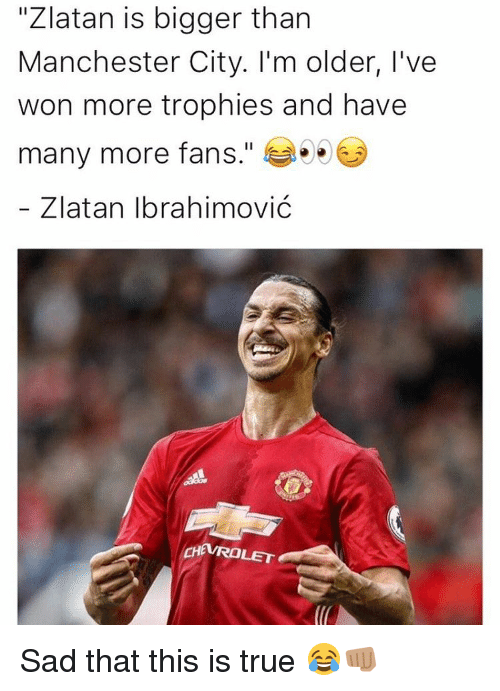 "Zlatan is bigger than
Manchester City. I'm older, I've
won more trophies and have
many more fans." 😂👀😏
- Zlatan Ibrahimović
adidas
CHEVROLET
Sad that this is true 😂👊🏽